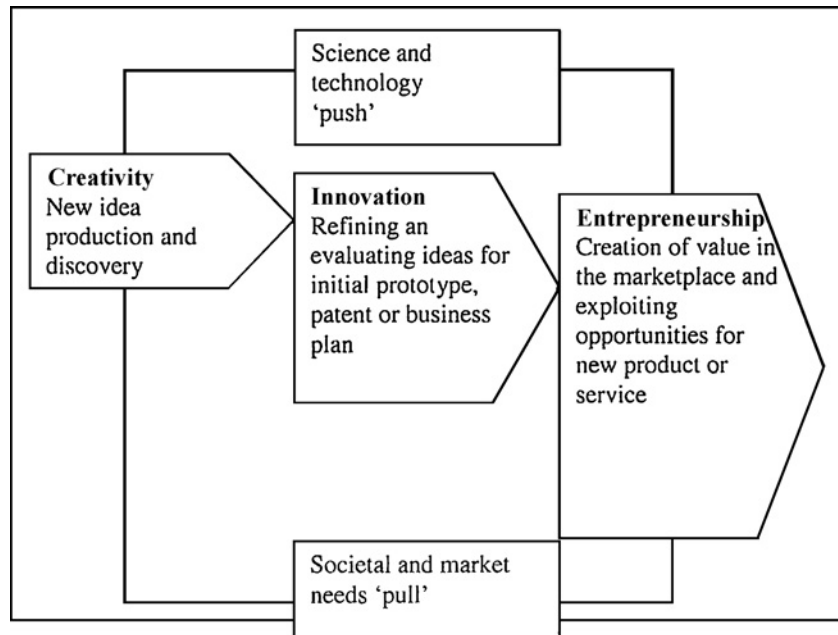 Science and
technology
‘push’
Creativity
New idea
production and
discovery
Innovation
Refining an
evaluating ideas for
initial prototype,
patent or business
plan
Entrepreneurship
Creation of value in
the marketplace and
exploiting
opportunities for
new product or
service
Societal and market
needs ‘pull’